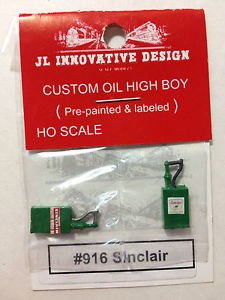 JL INNOVATIVE DESIGN
CUSTOM OIL HIGH BOY
( Pre-painted & labeled )
HO SCALE
#916 Sinclair